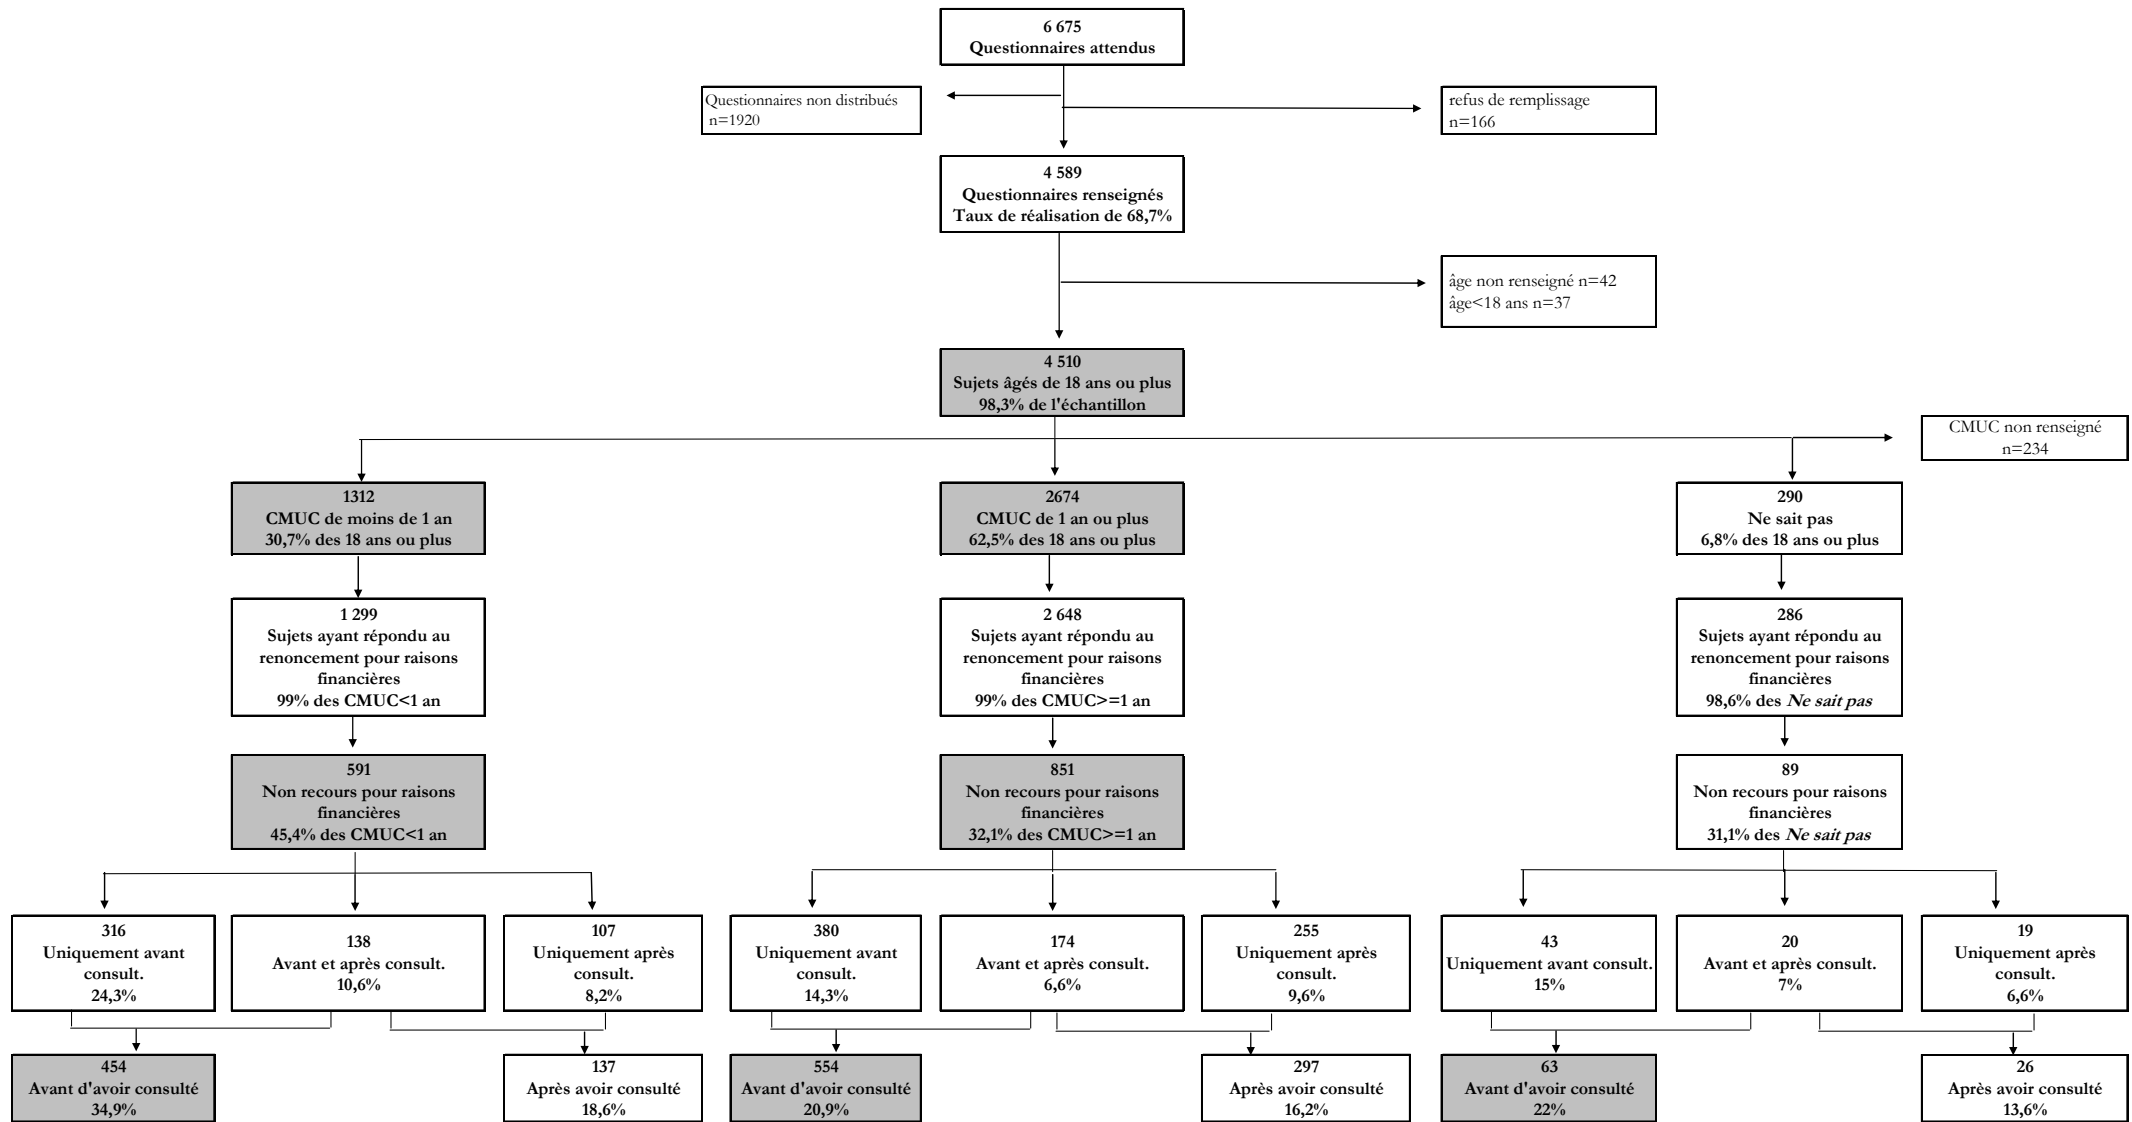 6 675
Questionnaires attendus
Questionnaires non distribués
n=1920
refus de remplissage
n=166
4 589
Questionnaires renseignés
Taux de réalisation de 68,7%
âge non renseigné n=42
âge<18 ans n=37
4 510
Sujets âgés de 18 ans ou plus
98,3% de l'échantillon
CMUC non renseigné
n=234
1312
CMUC de moins de 1 an
30,7% des 18 ans ou plus
2674
CMUC de 1 an ou plus
62,5% des 18 ans ou plus
290
Ne sait pas
6,8% des 18 ans ou plus
1 299
Sujets ayant répondu au
renoncement pour raisons
financières
99% des CMUC<1 an
2 648
Sujets ayant répondu au
renoncement pour raisons
financières
99% des CMUC>=1 an
286
Sujets ayant répondu au
renoncement pour raisons
financières
98,6% des Ne sait pas
591
Non recours pour raisons
financières
45,4% des CMUC<1 an
851
Non recours pour raisons
financières
32,1% des CMUC>=1 an
89
Non recours pour raisons
financières
31,1% des Ne sait pas
316
Uniquement avant
consult.
24,3%
138
Avant et après consult.
10,6%
107
Uniquement après
consult.
8,2%
380
Uniquement avant
consult.
14,3%
174
Avant et après consult.
6,6%
255
Uniquement après
consult.
9,6%
43
Uniquement avant consult.
15%
20
Avant et après consult.
7%
19
Uniquement après
consult.
6,6%
454
Avant d'avoir consulté
34,9%
137
Après avoir consulté
18,6%
554
Avant d'avoir consulté
20,9%
297
Après avoir consulté
16,2%
63
Avant d'avoir consulté
22%
26
Après avoir consulté
13,6%